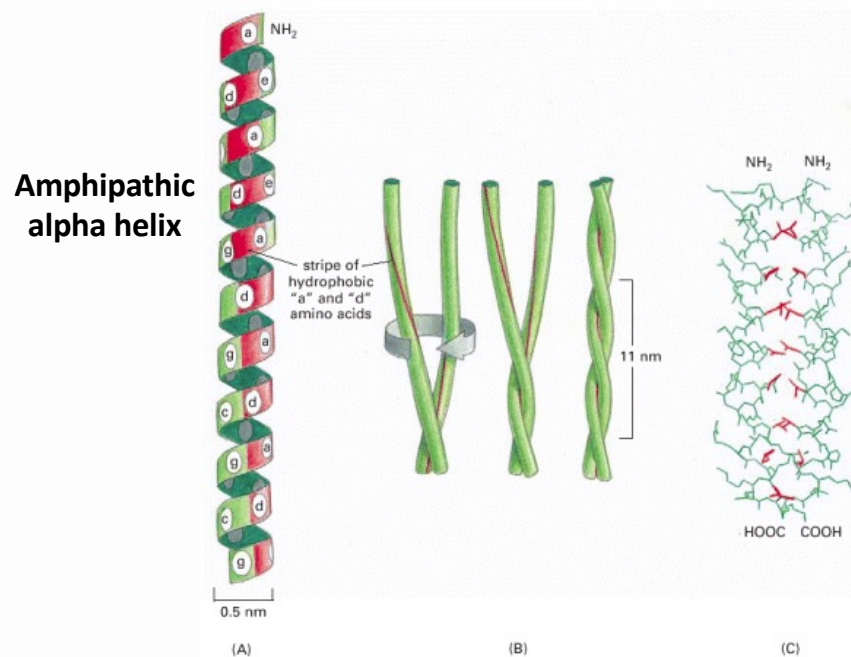 Amphipathic
alpha helix
a
NH2
e
d
a
d
e
g
a
d
g
a
c
d
g
a
c
d
g
0.5 nm
(A)
stripe of
hydrophobic
"a" and "d"
amino acids
11 nm
(B)
NH2
NH2
HOOC
COOH
(C)